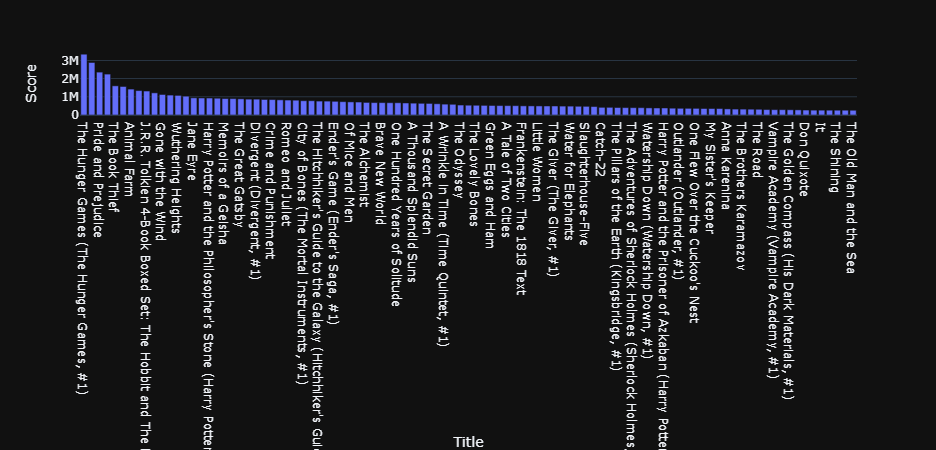 Score
3M
2M
1M
0
The Hunger Games (The Hunger Games, #1)
Pride and Prejudice
The Book Thief
Animal Farm
J.R.R. Tolkien 4-Book Boxed Set: The Hobbit and The
Gone with the Wind
Wuthering Heights
Jane Eyre
Harry Potter and the Philosopher's Stone (Harry Potter
Memoirs of a Geisha
The Great Gatsby
Divergent (Divergent, #1)
Crime and Punishment
Romeo and Juliet
City of Bones (The Mortal Instruments, #1)
The Hitchhiker's Guide to the Galaxy (Hitchhiker's Gui
Ender's Game (Ender's Saga, #1)
Of Mice and Men
The Alchemist
Brave New World
One Hundred Years of Solitude
A Thousand Splendid Suns
The Secret Garden
A Wrinkle in Time (Time Quintet, #1)
The Odyssey
The Lovely Bones
Green Eggs and Ham
A Tale of Two Cities
Frankenstein: The 1818 Text
Little Women
The Giver (The Giver, #1)
Water for Elephants
Slaughterhouse-Five
Catch-22
The Pillars of the Earth (Kingsbridge, #1)
The Adventures of Sherlock Holmes (Sherlock Holmes,
Watership Down (Watership Down, #1)
Harry Potter and the Prisoner of Azkaban (Harry Potter
Outlander (Outlander, #1)
One Flew Over the Cuckoo's Nest
My Sister's Keeper
Anna Karenina
The Brothers Karamazov
The Road
Vampire Academy (Vampire Academy, #1)
The Golden Compass (His Dark Materials, #1)
Don Quixote
It
The Shining
The Old Man and the Sea
Title